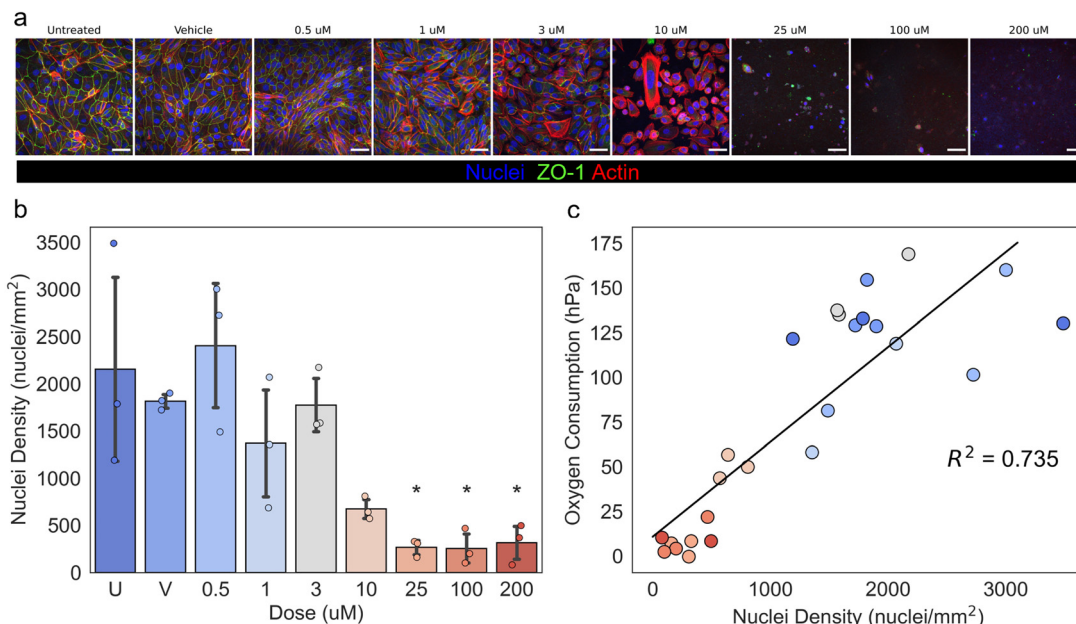 a
Untreated Vehicle 0.5 uM 1 uM 3 uM 10 uM 25 uM 100 uM 200 uM
Nuclei ZO-1 Actin
b
Nuclei Density (nuclei/mm²)
3500
3000
2500
2000
1500
1000
500
0
* * *
U V 0.5 1 3 10 25 100 200
Dose (uM)
c
Oxygen Consumption (hPa)
175
150
125
100
75
50
25
0
R² = 0.735
0 1000 2000 3000
Nuclei Density (nuclei/mm²)